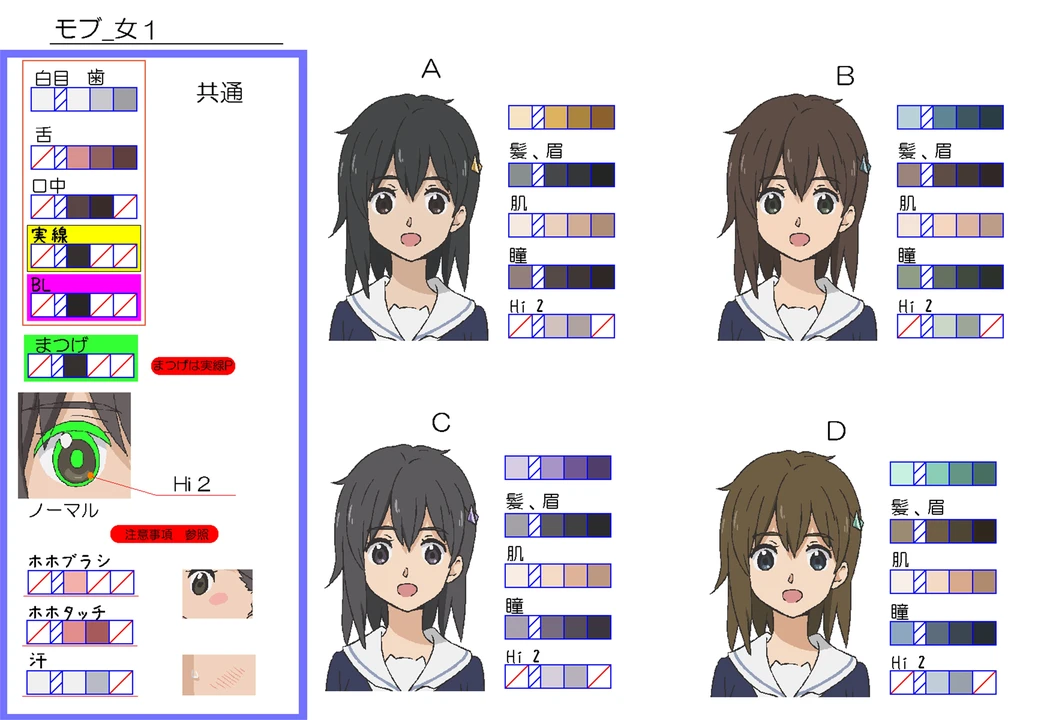 モブ_女1
白目 歯
共通
舌
口中
実線
BL
まつげ
まつげは実線P
Hi 2
ノーマル
注意事項 参照
ホホブラシ
ホホタッチ
汗
A
髪、眉
肌
瞳
Hi 2
B
髪、眉
肌
瞳
Hi 2
C
髪、眉
肌
瞳
Hi 2
D
髪、眉
肌
瞳
Hi 2